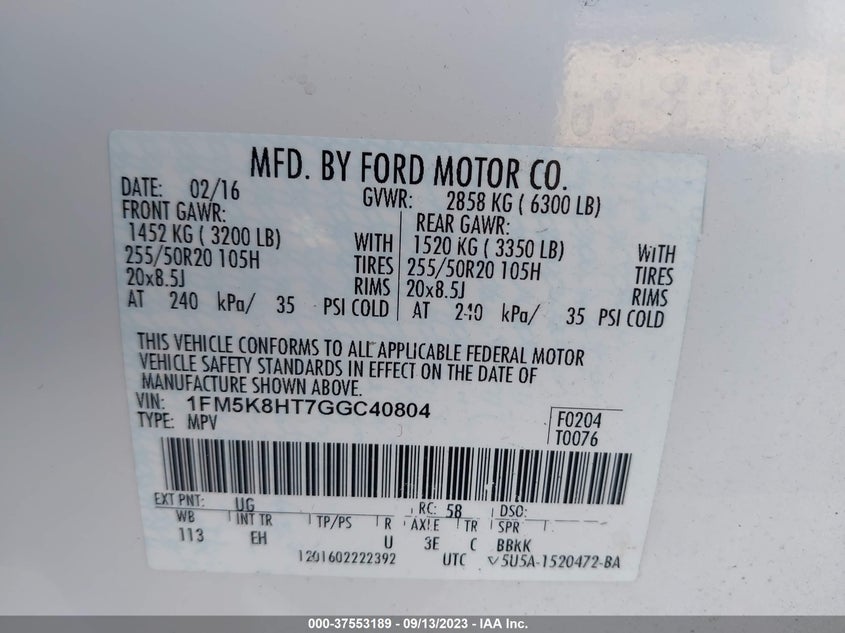 MFD. BY FORD MOTOR CO.
DATE: 02/16 GVWR: 2858 KG ( 6300 LB)
FRONT GAWR: REAR GAWR:
1452 KG ( 3200 LB) WITH 1520 KG ( 3350 LB) WITH
255/50R20 105H TIRES 255/50R20 105H TIRES
20x8.5J RIMS 20x8.5J RIMS
AT 240 kPa/ 35 PSI COLD AT 240 kPa/ 35 PSI COLD
THIS VEHICLE CONFORMS TO ALL APPLICABLE FEDERAL MOTOR
VEHICLE SAFETY STANDARDS IN EFFECT ON THE DATE OF
MANUFACTURE SHOWN ABOVE.
VIN: 1FM5K8HT7GGC40804
TYPE: MPV
F0204
T0076
EXT PNT: UG RC: 58 DSO:
WB INT TR TP/PS R AXLE TR SPR
113 EH U 3E C BBKK
1201602222392 UTC V5U5A-1520472-BA
000-37553189 - 09/13/2023 - IAA Inc.